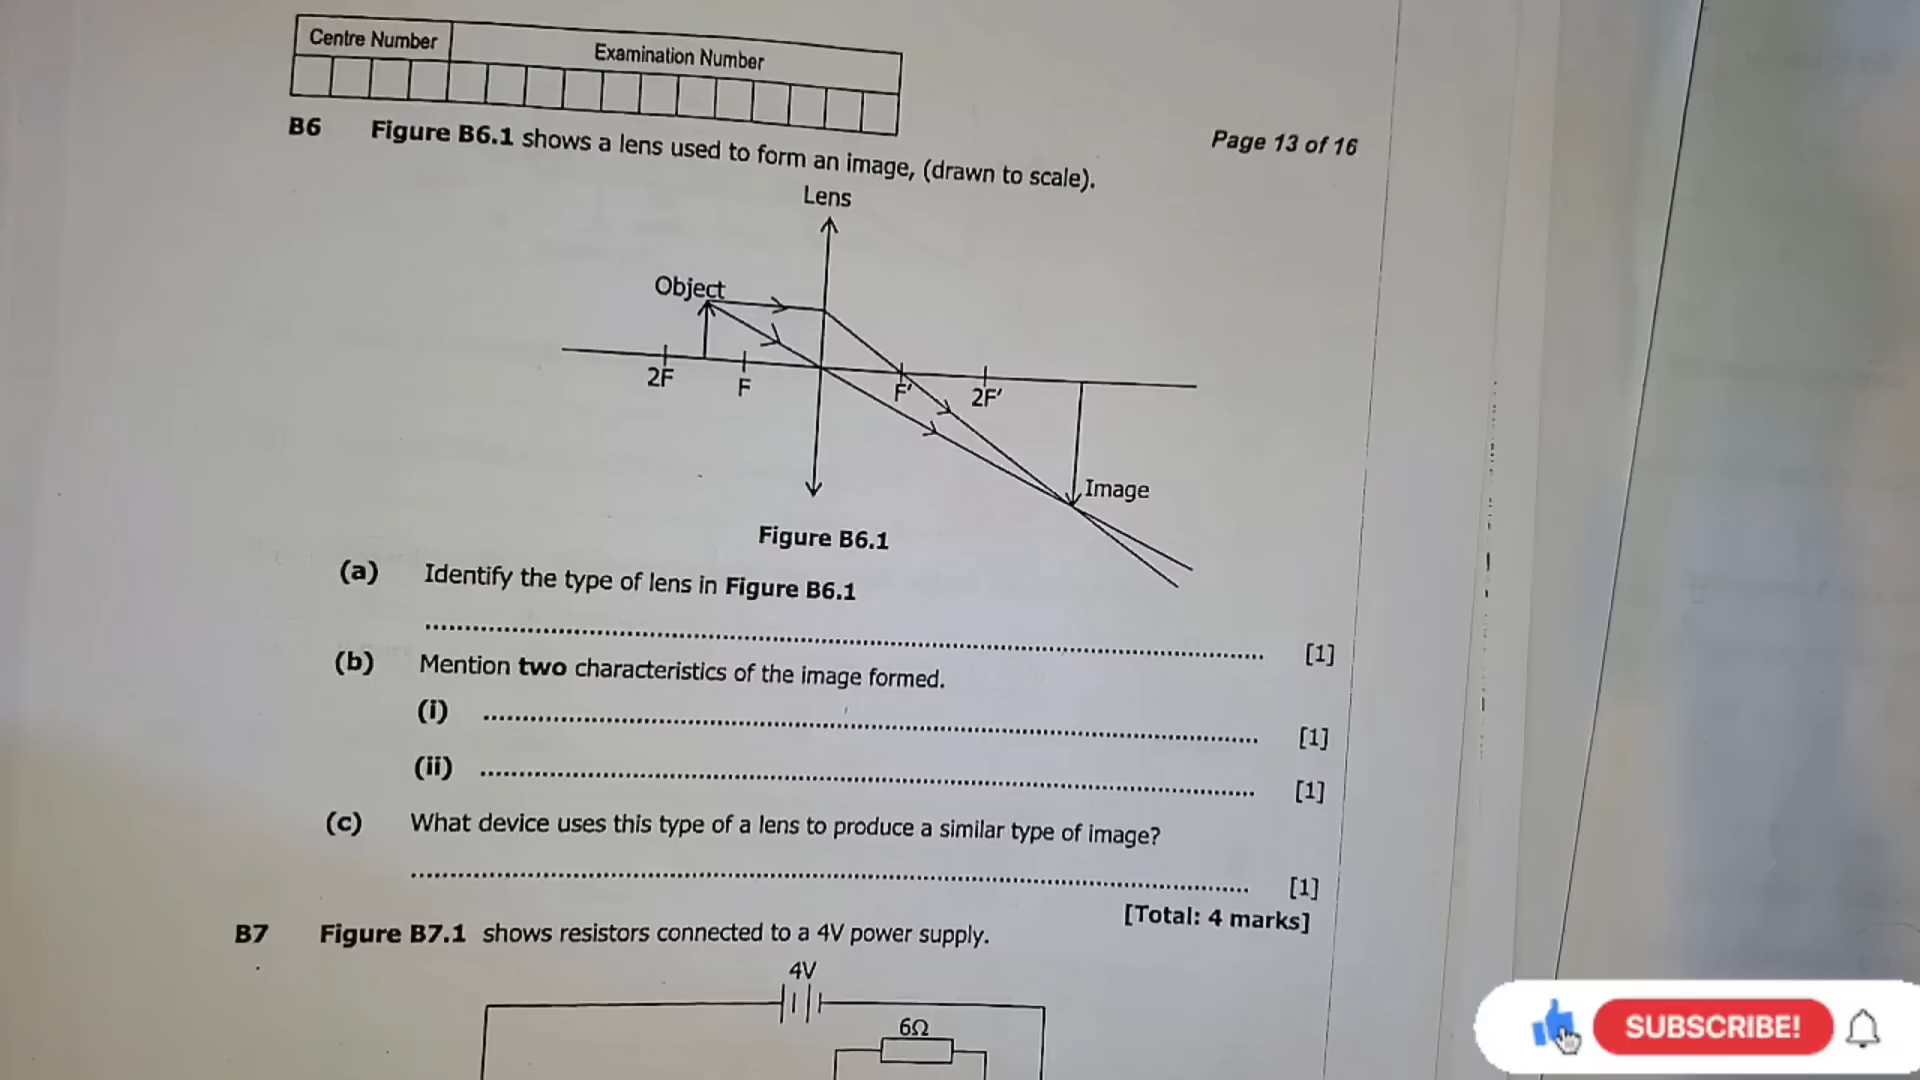 Centre Number Examination Number
Page 13 of 16
B6 Figure B6.1 shows a lens used to form an image, (drawn to scale).
Lens
Object
2F F F' 2F'
Image
Figure B6.1
(a) Identify the type of lens in Figure B6.1
[1]
(b) Mention two characteristics of the image formed.
(i) [1]
(ii) [1]
(c) What device uses this type of a lens to produce a similar type of image?
[1]
[Total: 4 marks]
B7 Figure B7.1 shows resistors connected to a 4V power supply.
4V
6Ω
SUBSCRIBE!